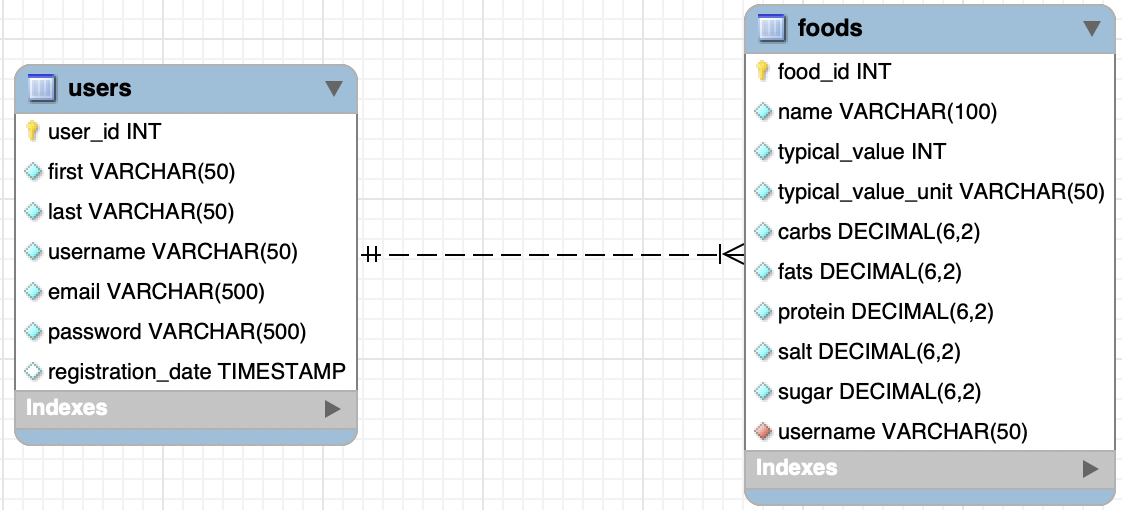 users
user_id INT
first VARCHAR(50)
last VARCHAR(50)
username VARCHAR(50)
email VARCHAR(500)
password VARCHAR(500)
registration_date TIMESTAMP
Indexes
foods
food_id INT
name VARCHAR(100)
typical_value INT
typical_value_unit VARCHAR(50)
carbs DECIMAL(6,2)
fats DECIMAL(6,2)
protein DECIMAL(6,2)
salt DECIMAL(6,2)
sugar DECIMAL(6,2)
username VARCHAR(50)
Indexes